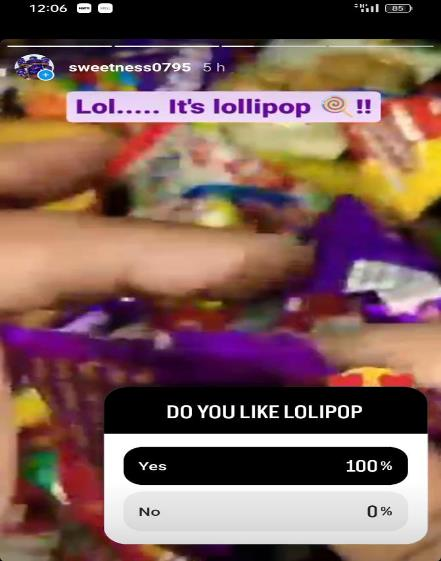 12:06
85
sweetness0795 5 h
Lol..... It's lollipop 🍭 !!
DO YOU LIKE LOLIPOP
Yes 100%
No 0%